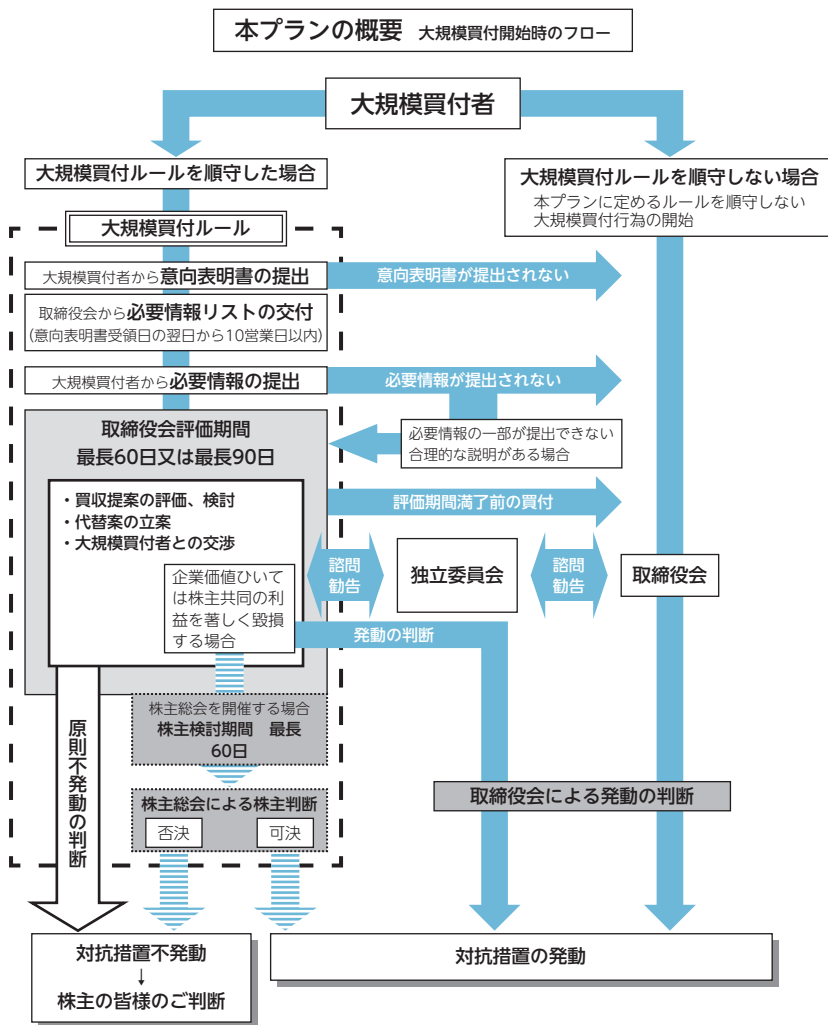 本プランの概要 大規模買付開始時のフロー
大規模買付者
大規模買付ルールを順守した場合
大規模買付ルールを順守しない場合
本プランに定めるルールを順守しない
大規模買付行為の開始
大規模買付ルール
大規模買付者から意向表明書の提出
意向表明書が提出されない
取締役会から必要情報リストの交付
(意向表明書受領日の翌日から10営業日以内)
大規模買付者から必要情報の提出
必要情報が提出されない
必要情報の一部が提出できない
合理的な説明がある場合
取締役会評価期間
最長60日又は最長90日
・買収提案の評価、検討
・代替案の立案
・大規模買付者との交渉
評価期間満了前の買付
諮問
勧告
独立委員会
諮問
勧告
取締役会
企業価値ひいて
は株主共同の利
益を著しく毀損
する場合
発動の判断
株主総会を開催する場合
株主検討期間 最長
60日
原則不発動の判断
株主総会による株主判断
否決
可決
取締役会による発動の判断
対抗措置不発動
↓
株主の皆様のご判断
対抗措置の発動